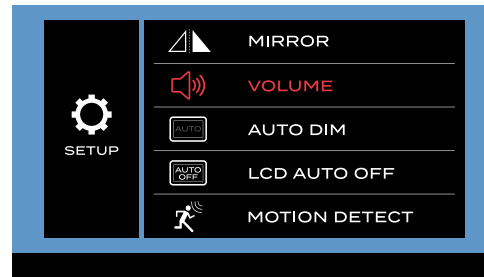 MIRROR
VOLUME
AUTO
AUTO DIM
SETUP
AUTO
OFF
LCD AUTO OFF
MOTION DETECT